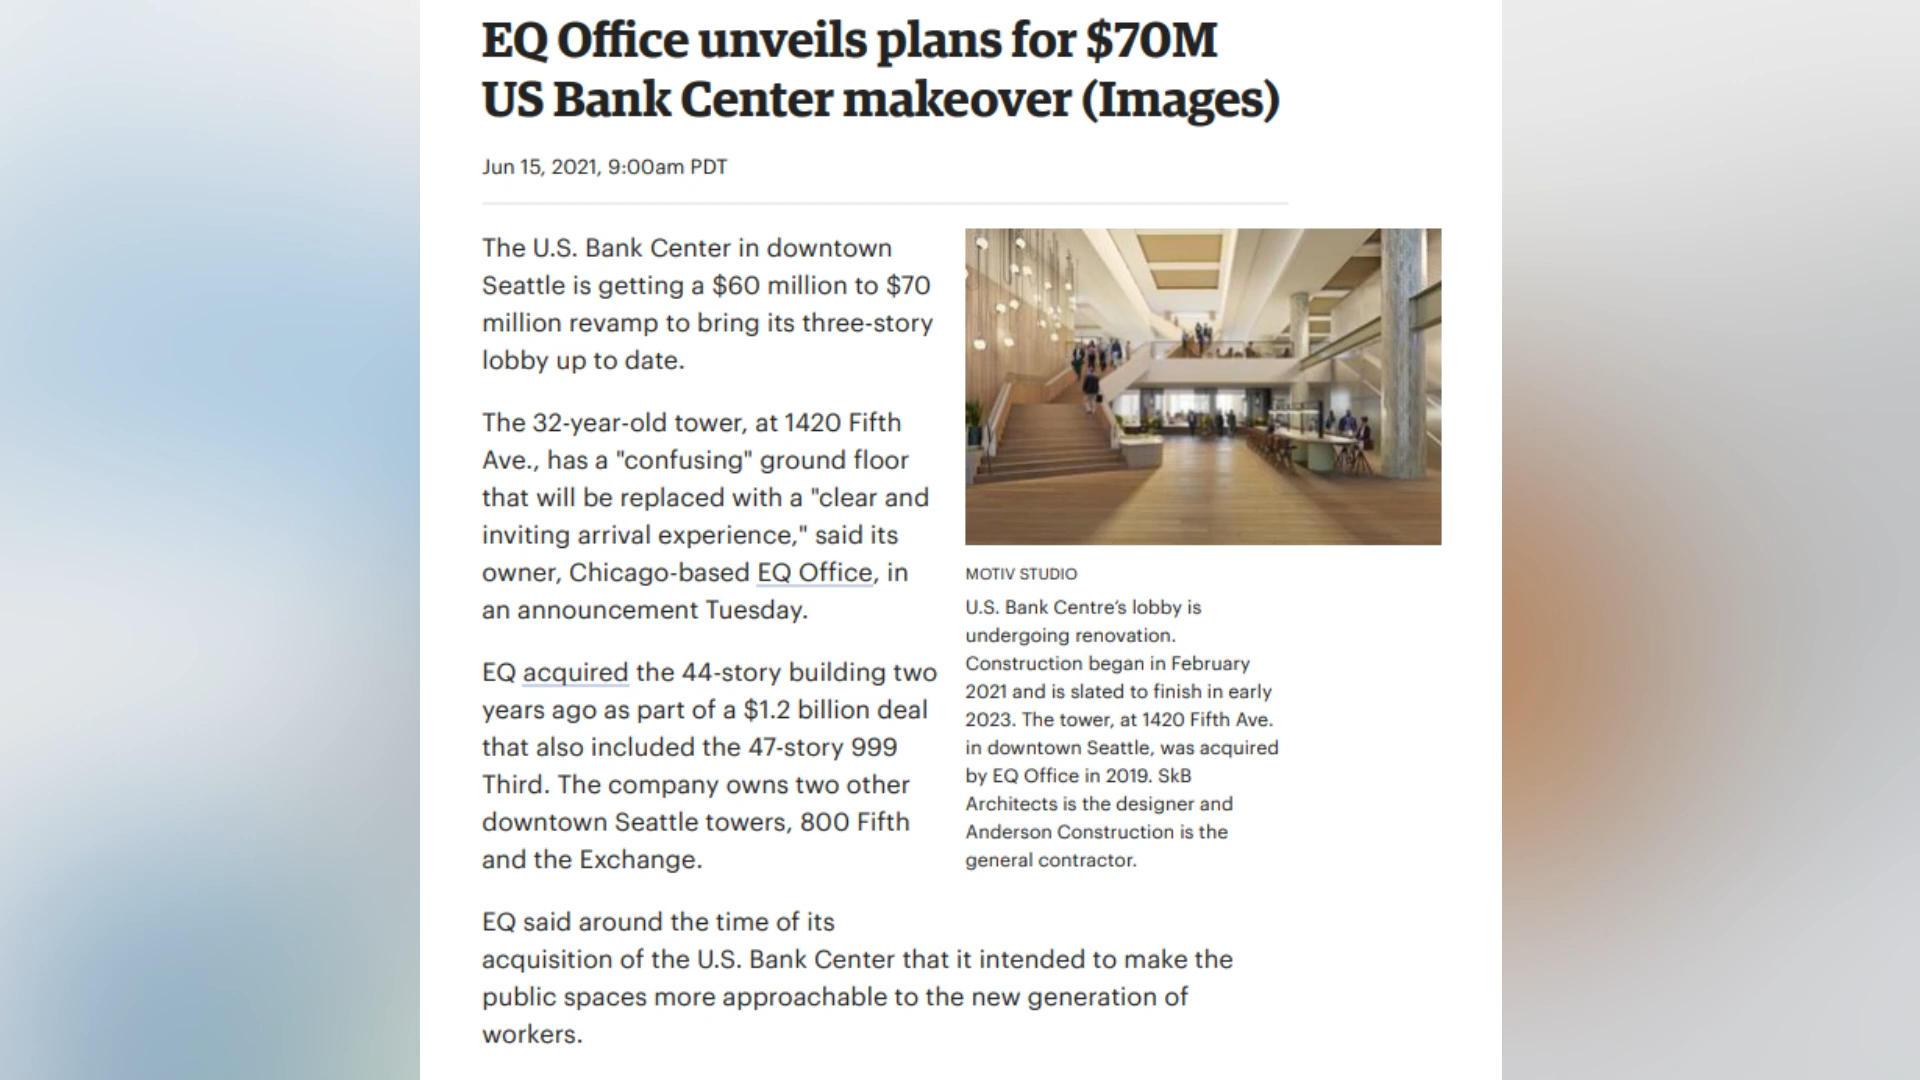 EQ Office unveils plans for $70M
US Bank Center makeover (Images)
Jun 15, 2021, 9:00am PDT
The U.S. Bank Center in downtown
Seattle is getting a $60 million to $70
million revamp to bring its three-story
lobby up to date.
The 32-year-old tower, at 1420 Fifth
Ave., has a "confusing" ground floor
that will be replaced with a "clear and
inviting arrival experience," said its
owner, Chicago-based EQ Office, in
an announcement Tuesday.
EQ acquired the 44-story building two
years ago as part of a $1.2 billion deal
that also included the 47-story 999
Third. The company owns two other
downtown Seattle towers, 800 Fifth
and the Exchange.
EQ said around the time of its
acquisition of the U.S. Bank Center that it intended to make the
public spaces more approachable to the new generation of
workers.
MOTIV STUDIO
U.S. Bank Centre’s lobby is
undergoing renovation.
Construction began in February
2021 and is slated to finish in early
2023. The tower, at 1420 Fifth Ave.
in downtown Seattle, was acquired
by EQ Office in 2019. SkB
Architects is the designer and
Anderson Construction is the
general contractor.